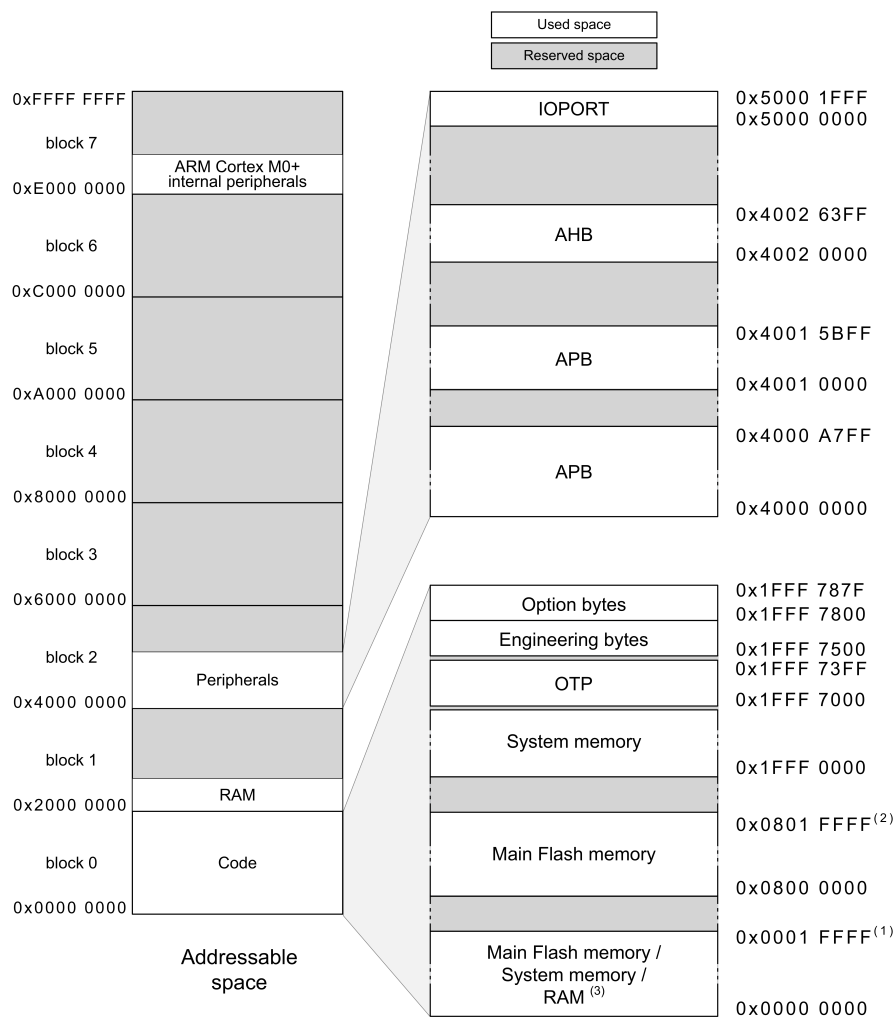 Used space
Reserved space
0xFFFF FFFF
block 7
ARM Cortex M0+
internal peripherals
0xE000 0000
block 6
0xC000 0000
block 5
0xA000 0000
block 4
0x8000 0000
block 3
0x6000 0000
block 2
Peripherals
0x4000 0000
block 1
RAM
0x2000 0000
block 0
Code
0x0000 0000
Addressable
space
IOPORT
0x5000 1FFF
0x5000 0000
AHB
0x4002 63FF
0x4002 0000
APB
0x4001 5BFF
0x4001 0000
APB
0x4000 A7FF
0x4000 0000
Option bytes
0x1FFF 787F
0x1FFF 7800
Engineering bytes
0x1FFF 7500
OTP
0x1FFF 73FF
0x1FFF 7000
System memory
0x1FFF 0000
Main Flash memory
0x0801 FFFF(2)
0x0800 0000
Main Flash memory /
System memory /
RAM (3)
0x0001 FFFF(1)
0x0000 0000